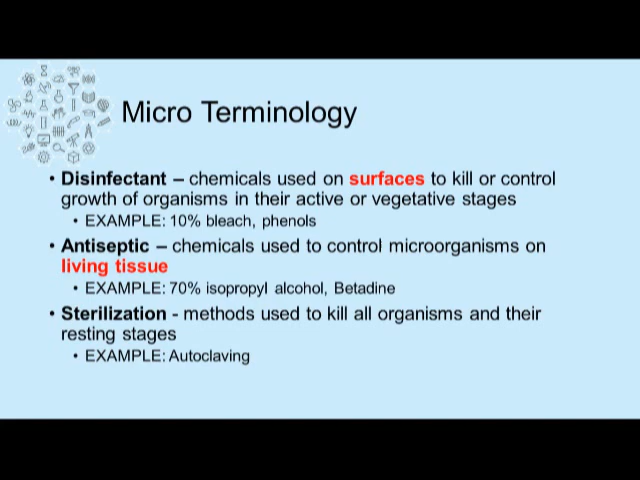 Micro Terminology
• Disinfectant – chemicals used on surfaces to kill or control
growth of organisms in their active or vegetative stages
• EXAMPLE: 10% bleach, phenols
• Antiseptic – chemicals used to control microorganisms on
living tissue
• EXAMPLE: 70% isopropyl alcohol, Betadine
• Sterilization - methods used to kill all organisms and their
resting stages
• EXAMPLE: Autoclaving